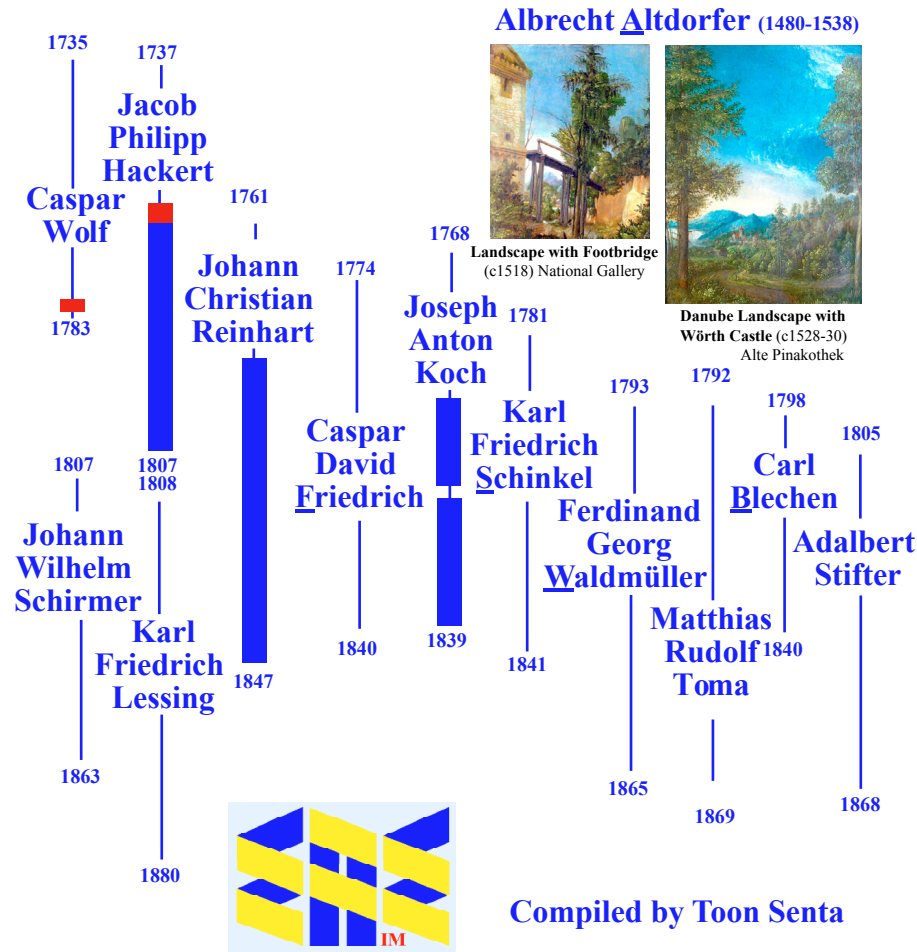 Albrecht Altdorfer (1480-1538)
Landscape with Footbridge
(c1518) National Gallery
Danube Landscape with
Wörth Castle (c1528-30)
Alte Pinakothek
1735
Caspar
Wolf
1783
1737
Jacob
Philipp
Hackert
1807
1761
Johann
Christian
Reinhart
1847
1774
Caspar
David
Friedrich
1840
1768
Joseph
Anton
Koch
1839
1781
Karl
Friedrich
Schinkel
1841
1793
Ferdinand
Georg
Waldmüller
1865
1792
Matthias
Rudolf
Toma
1869
1798
Carl
Blechen
1840
1805
Adalbert
Stifter
1868
1807
Johann
Wilhelm
Schirmer
1863
1808
Karl
Friedrich
Lessing
1880
IM
Compiled by Toon Senta